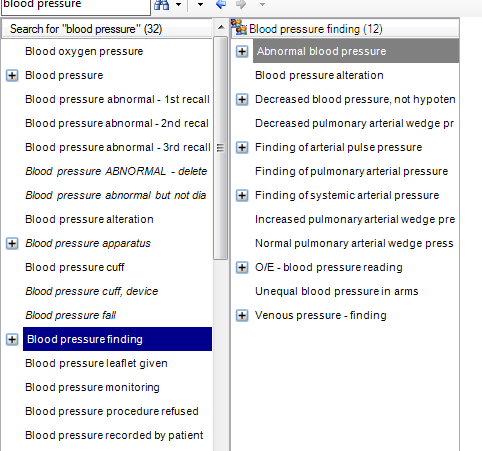 blood pressure
Search for "blood pressure" (32)
Blood oxygen pressure
Blood pressure
Blood pressure abnormal - 1st recall
Blood pressure abnormal - 2nd recal
Blood pressure abnormal - 3rd recall
Blood pressure ABNORMAL - delete
Blood pressure abnormal but not dia
Blood pressure alteration
Blood pressure apparatus
Blood pressure cuff
Blood pressure cuff, device
Blood pressure fall
Blood pressure finding
Blood pressure leaflet given
Blood pressure monitoring
Blood pressure procedure refused
Blood pressure recorded by patient
Blood pressure finding (12)
Abnormal blood pressure
Blood pressure alteration
Decreased blood pressure, not hypoten
Decreased pulmonary arterial wedge pr
Finding of arterial pulse pressure
Finding of pulmonary arterial pressure
Finding of systemic arterial pressure
Increased pulmonary arterial wedge pre
Normal pulmonary arterial wedge press
O/E - blood pressure reading
Unequal blood pressure in arms
Venous pressure - finding